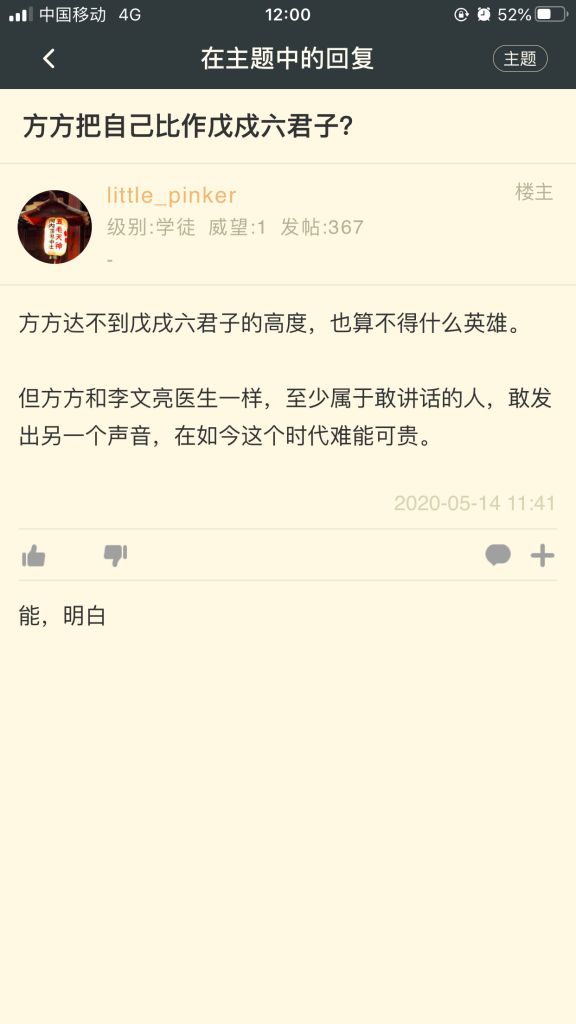 中国移动 4G 12:00 52%
在主题中的回复 主题
方方把自己比作戊戍六君子?
little_pinker 楼主
级别:学徒 威望:1 发帖:367
-
方方达不到戊戌六君子的高度，也算不得什么英雄。
但方方和李文亮医生一样，至少属于敢讲话的人，敢发
出另一个声音，在如今这个时代难能可贵。
2020-05-14 11:41
能，明白